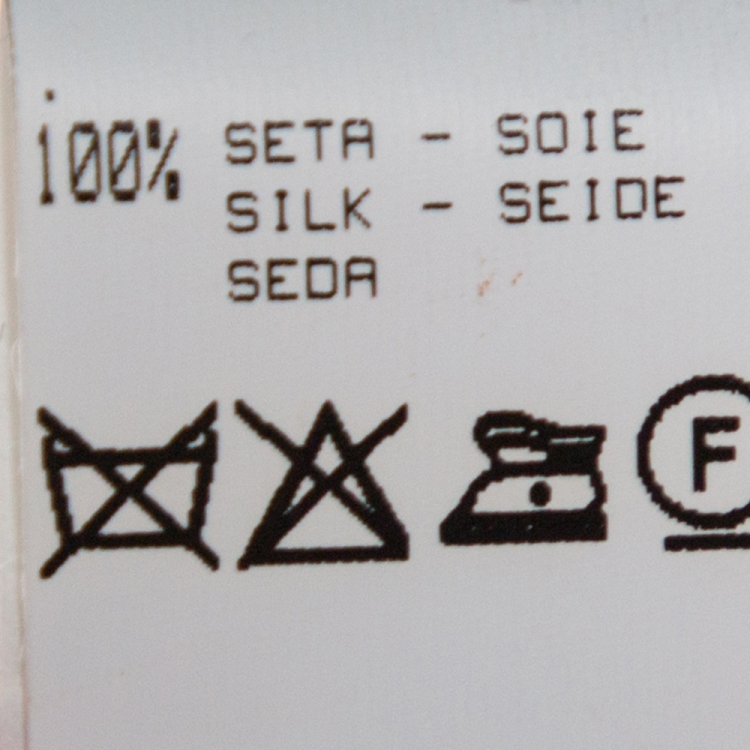 100% SETA - SOIE
SILK - SEIDE
SEDA
F